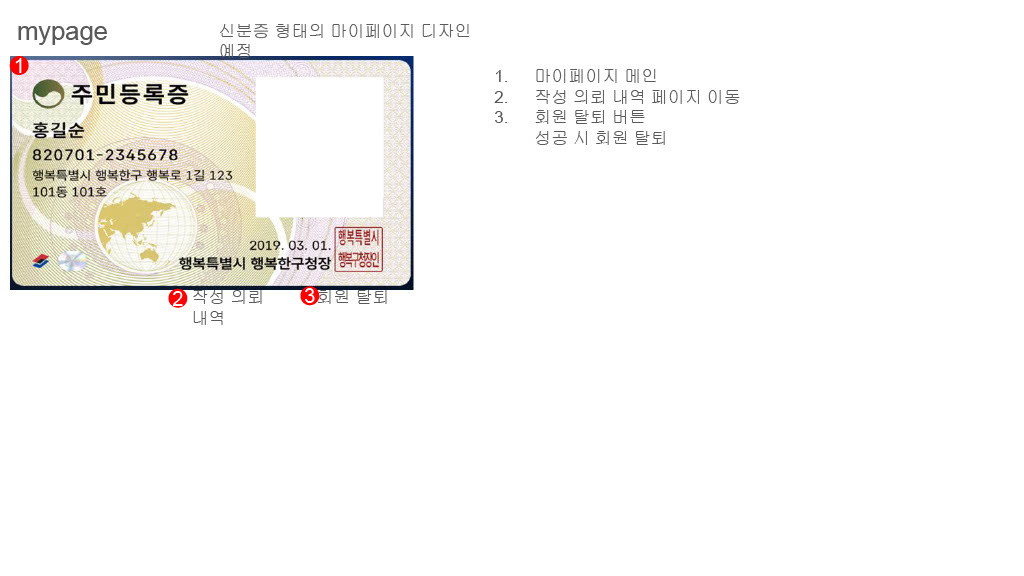 mypage
신분증 형태의 마이페이지 디자인
예정
1
주민등록증
홍길순
820701-2345678
행복특별시 행복한구 행복로 1길 123
101동 101호
2019. 03. 01.
행복특별시 행복한구청장
행복특별시
행복구청장인
2 작성 의뢰
내역
3 회원 탈퇴
1. 마이페이지 메인
2. 작성 의뢰 내역 페이지 이동
3. 회원 탈퇴 버튼
성공 시 회원 탈퇴